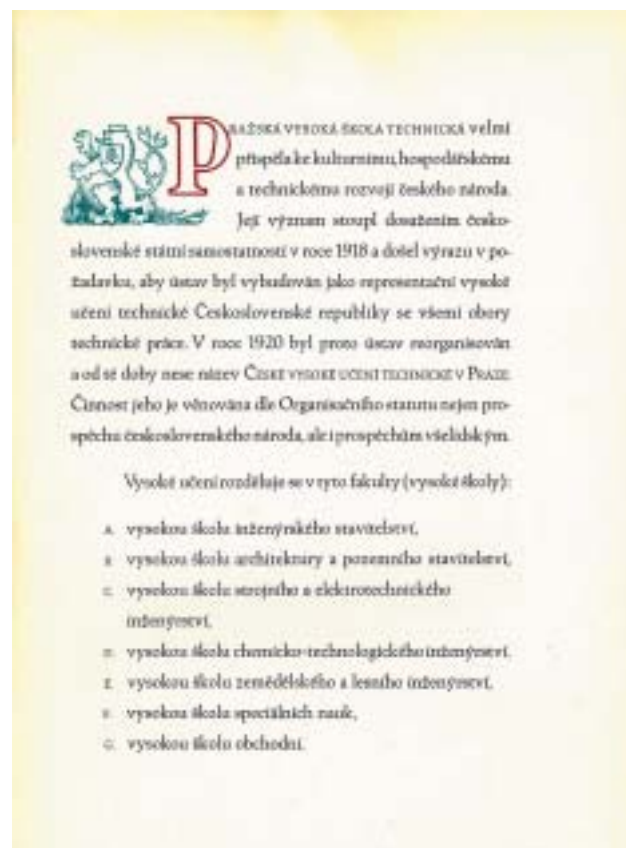 PRAŽSKÁ VYSOKÁ ŠKOLA TECHNICKÁ velmi
přispěla ke kulturnímu, hospodářskému
a technickému rozvoji českého národa.
Její význam stoupl dosažením česko-
slovenské státní samostatnosti v roce 1918 a došel výrazu v po-
žadavku, aby ústav byl vybudován jako representační vysoké
učení technické Československé republiky se všemi obory
technické práce. V roce 1920 byl proto ústav reorganisován
a od té doby nese název ČESKÉ VYSOKÉ UČENÍ TECHNICKÉ V PRAZE.
Činnost jeho je věnována dle Organisačního statutu nejen pro-
spěchu československého národa, ale i prospěchům všelidským.
Vysoké učení rozděluje se v tyto fakulty (vysoké školy):
A. vysokou školu inženýrského stavitelství,
B. vysokou školu architektury a pozemního stavitelství,
C. vysokou školu strojního a elektrotechnického
inženýrství,
D. vysokou školu chemicko-technologického inženýrství,
E. vysokou školu zemědělského a lesního inženýrství,
F. vysokou školu speciálních nauk,
G. vysokou školu obchodní.